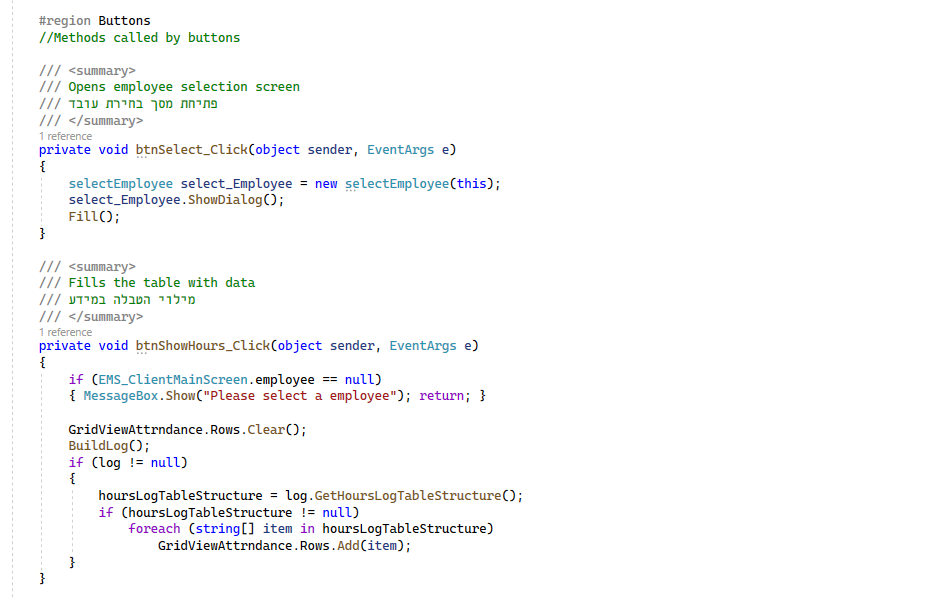 #region Buttons
//Methods called by buttons
/// <summary>
/// Opens employee selection screen
/// פתיחת מסך בחירת עובד
/// </summary>
1 reference
private void btnSelect_Click(object sender, EventArgs e)
{
selectEmployee select_Employee = new selectEmployee(this);
select_Employee.ShowDialog();
Fill();
}
/// <summary>
/// Fills the table with data
/// מילוי הטבלה במידע
/// </summary>
1 reference
private void btnShowHours_Click(object sender, EventArgs e)
{
if (EMS_ClientMainScreen.employee == null)
{ MessageBox.Show("Please select a employee"); return; }
GridViewAttrndance.Rows.Clear();
BuildLog();
if (log != null)
{
hoursLogTableStructure = log.GetHoursLogTableStructure();
if (hoursLogTableStructure != null)
foreach (string[] item in hoursLogTableStructure)
GridViewAttrndance.Rows.Add(item);
}
}